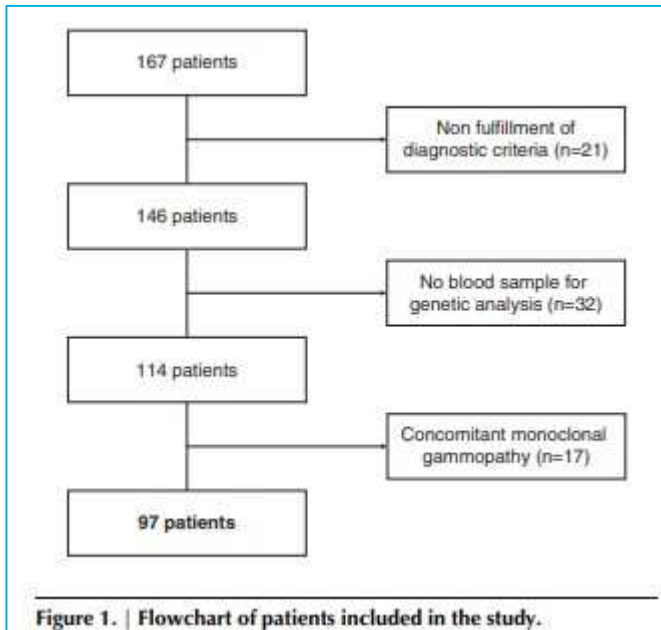 167 patients
Non fulfillment of
diagnostic criteria (n=21)
146 patients
No blood sample for
genetic analysis (n=32)
114 patients
Concomitant monoclonal
gammopathy (n=17)
97 patients
Figure 1. | Flowchart of patients included in the study.